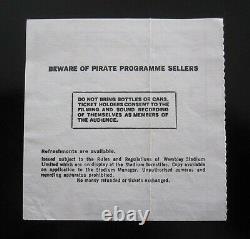 BEWARE OF PIRATE PROGRAMME SELLERS
DO NOT BRING BOTTLES OR CANS.
TICKET HOLDERS CONSENT TO THE
FILMING AND SOUND RECORDING
OF THEMSELVES AS MEMBERS OF
THE AUDIENCE.
Refreshments are available.
Issued subject to the Rules and Regulations of Wembley Stadium
Limited which are on display at the Stadium turnstiles. Copy available
on application to the Stadium Manager. Unauthorised cameras and
recording apparatus prohibited.
No money refunded or tickets exchanged.